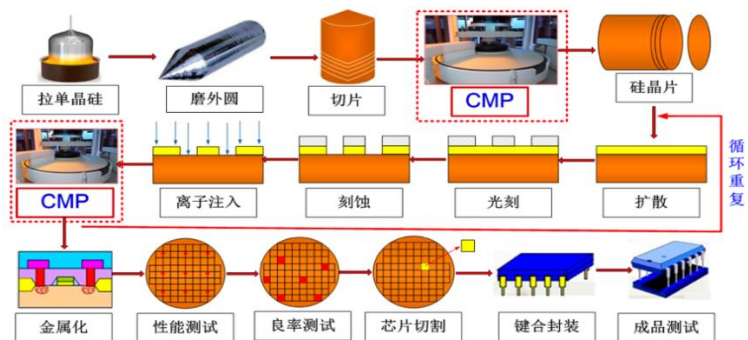 拉单晶硅
磨外圆
切片
CMP
硅晶片
循环重复
CMP
离子注入
刻蚀
光刻
扩散
金属化
性能测试
良率测试
芯片切割
键合封装
成品测试